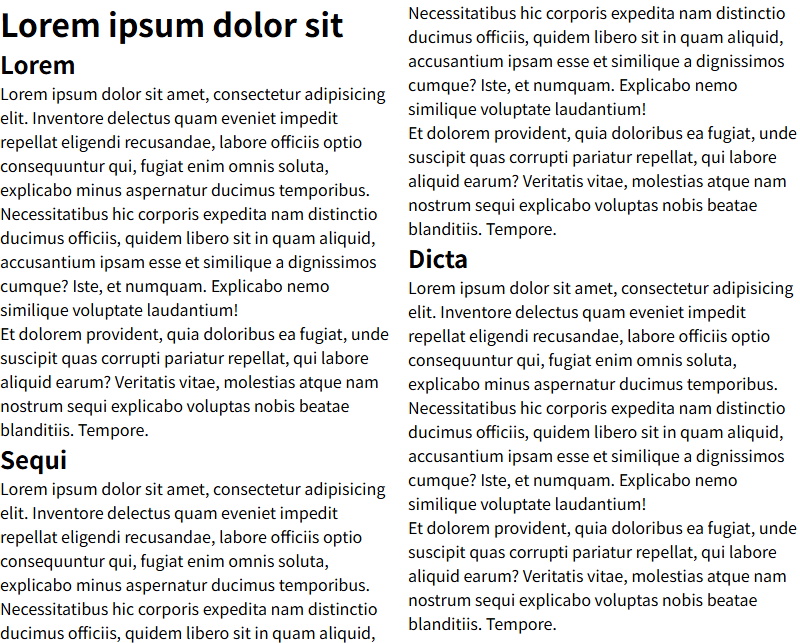 Lorem ipsum dolor sit
Lorem
Lorem ipsum dolor sit amet, consectetur adipisicing
elit. Inventore delectus quam eveniet impedit
repellat eligendi recusandae, labore officiis optio
consequuntur qui, fugiat enim omnis soluta,
explicabo minus aspernatur ducimus temporibus.
Necessitatibus hic corporis expedita nam distinctio
ducimus officiis, quidem libero sit in quam aliquid,
accusantium ipsam esse et similique a dignissimos
cumque? Iste, et numquam. Explicabo nemo
similique voluptate laudantium!
Et dolorem provident, quia doloribus ea fugiat, unde
suscipit quas corrupti pariatur repellat, qui labore
aliquid earum? Veritatis vitae, molestias atque nam
nostrum sequi explicabo voluptas nobis beatae
blanditiis. Tempore.
Sequi
Lorem ipsum dolor sit amet, consectetur adipisicing
elit. Inventore delectus quam eveniet impedit
repellat eligendi recusandae, labore officiis optio
consequuntur qui, fugiat enim omnis soluta,
explicabo minus aspernatur ducimus temporibus.
Necessitatibus hic corporis expedita nam distinctio
ducimus officiis, quidem libero sit in quam aliquid,
Necessitatibus hic corporis expedita nam distinctio
ducimus officiis, quidem libero sit in quam aliquid,
accusantium ipsam esse et similique a dignissimos
cumque? Iste, et numquam. Explicabo nemo
similique voluptate laudantium!
Et dolorem provident, quia doloribus ea fugiat, unde
suscipit quas corrupti pariatur repellat, qui labore
aliquid earum? Veritatis vitae, molestias atque nam
nostrum sequi explicabo voluptas nobis beatae
blanditiis. Tempore.
Dicta
Lorem ipsum dolor sit amet, consectetur adipisicing
elit. Inventore delectus quam eveniet impedit
repellat eligendi recusandae, labore officiis optio
consequuntur qui, fugiat enim omnis soluta,
explicabo minus aspernatur ducimus temporibus.
Necessitatibus hic corporis expedita nam distinctio
ducimus officiis, quidem libero sit in quam aliquid,
accusantium ipsam esse et similique a dignissimos
cumque? Iste, et numquam. Explicabo nemo
similique voluptate laudantium!
Et dolorem provident, quia doloribus ea fugiat, unde
suscipit quas corrupti pariatur repellat, qui labore
aliquid earum? Veritatis vitae, molestias atque nam
nostrum sequi explicabo voluptas nobis beatae
blanditiis. Tempore.